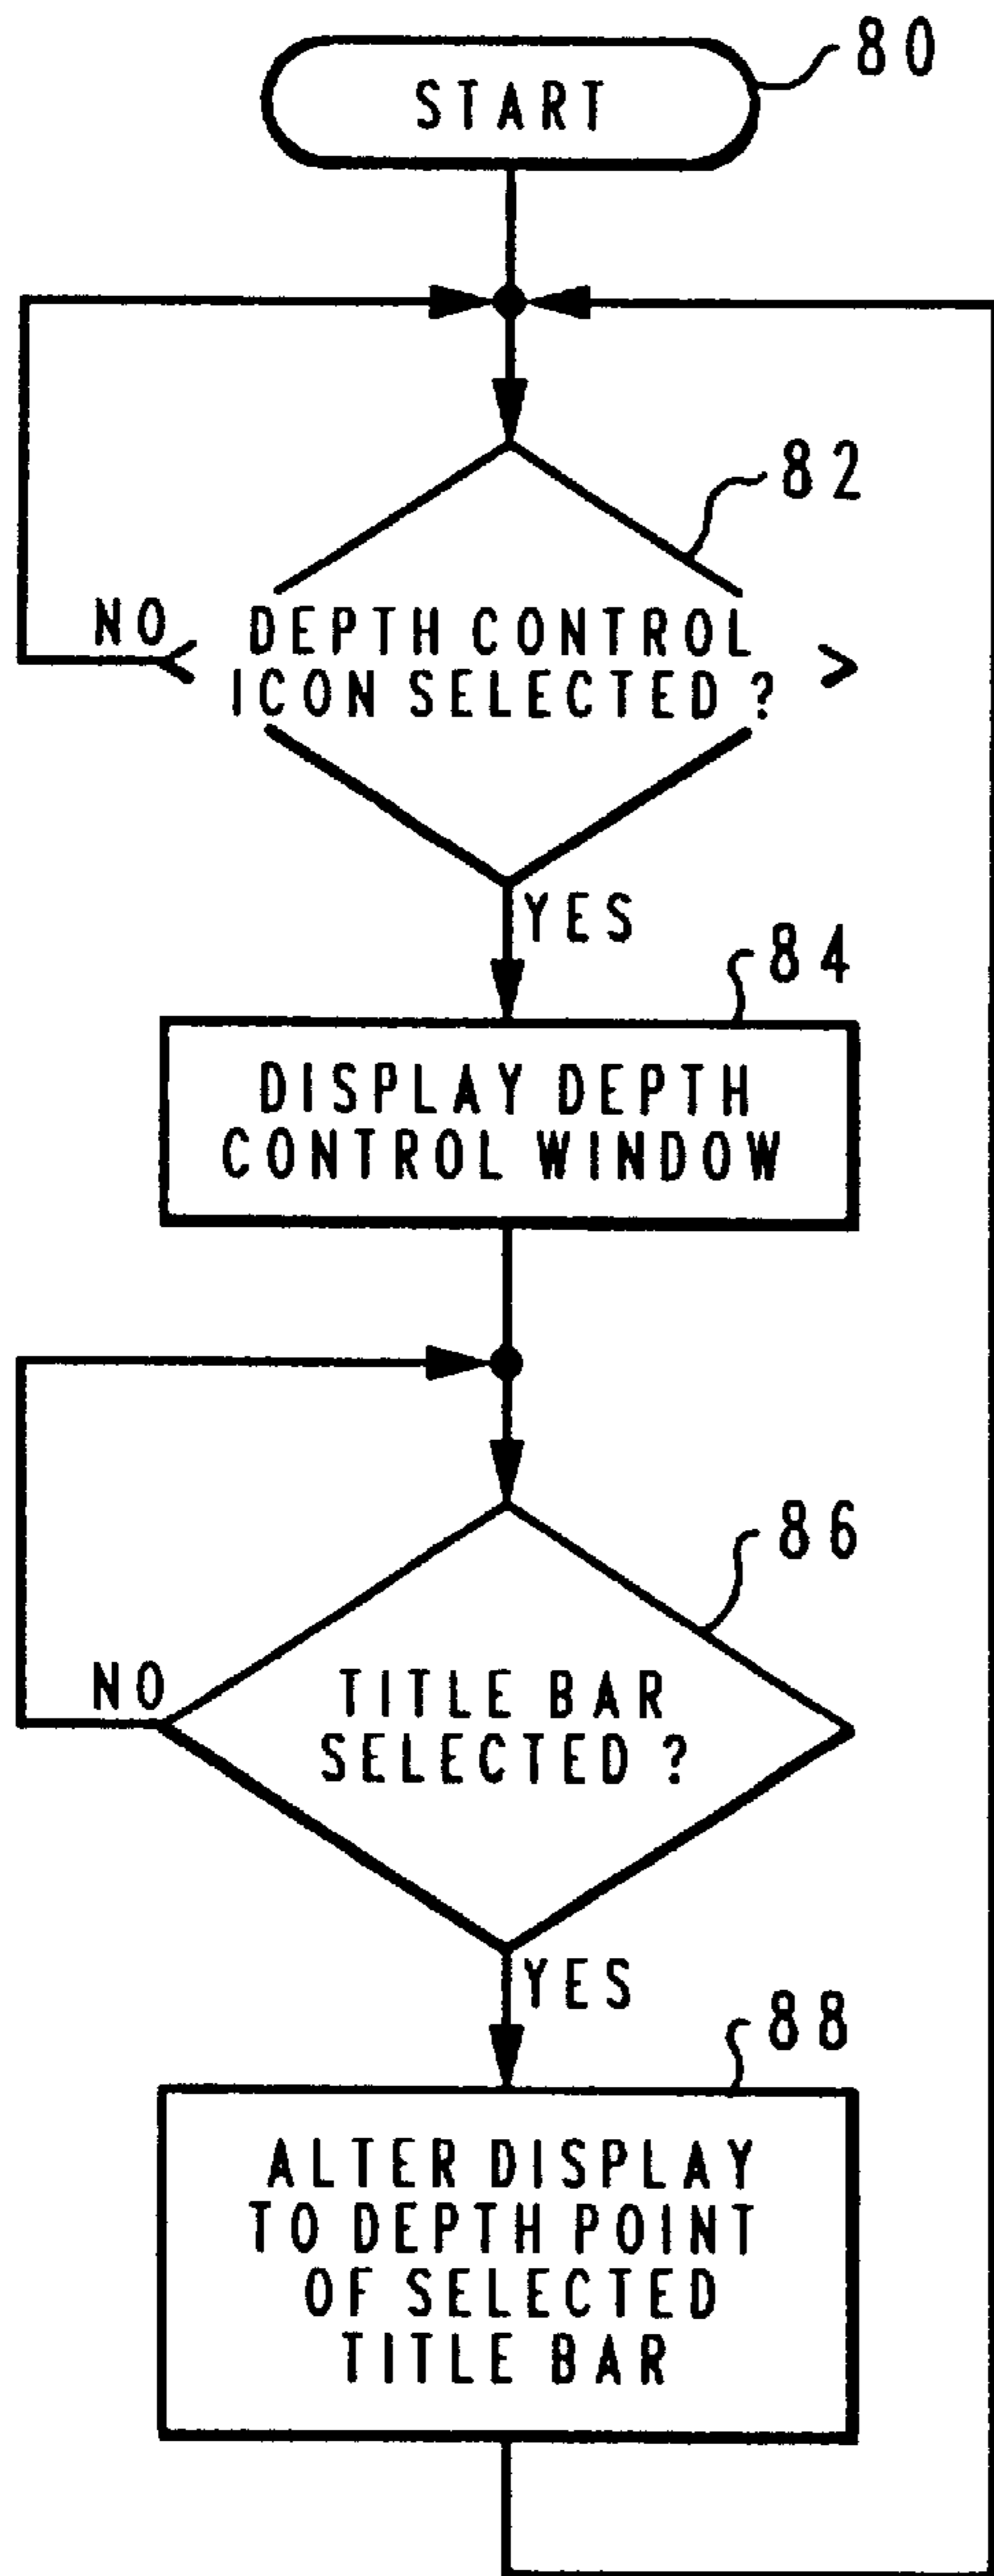 START
80
82
NO
DEPTH CONTROL
ICON SELECTED ?
YES
84
DISPLAY DEPTH
CONTROL WINDOW
86
NO
TITLE BAR
SELECTED ?
YES
88
ALTER DISPLAY
TO DEPTH POINT
OF SELECTED
TITLE BAR